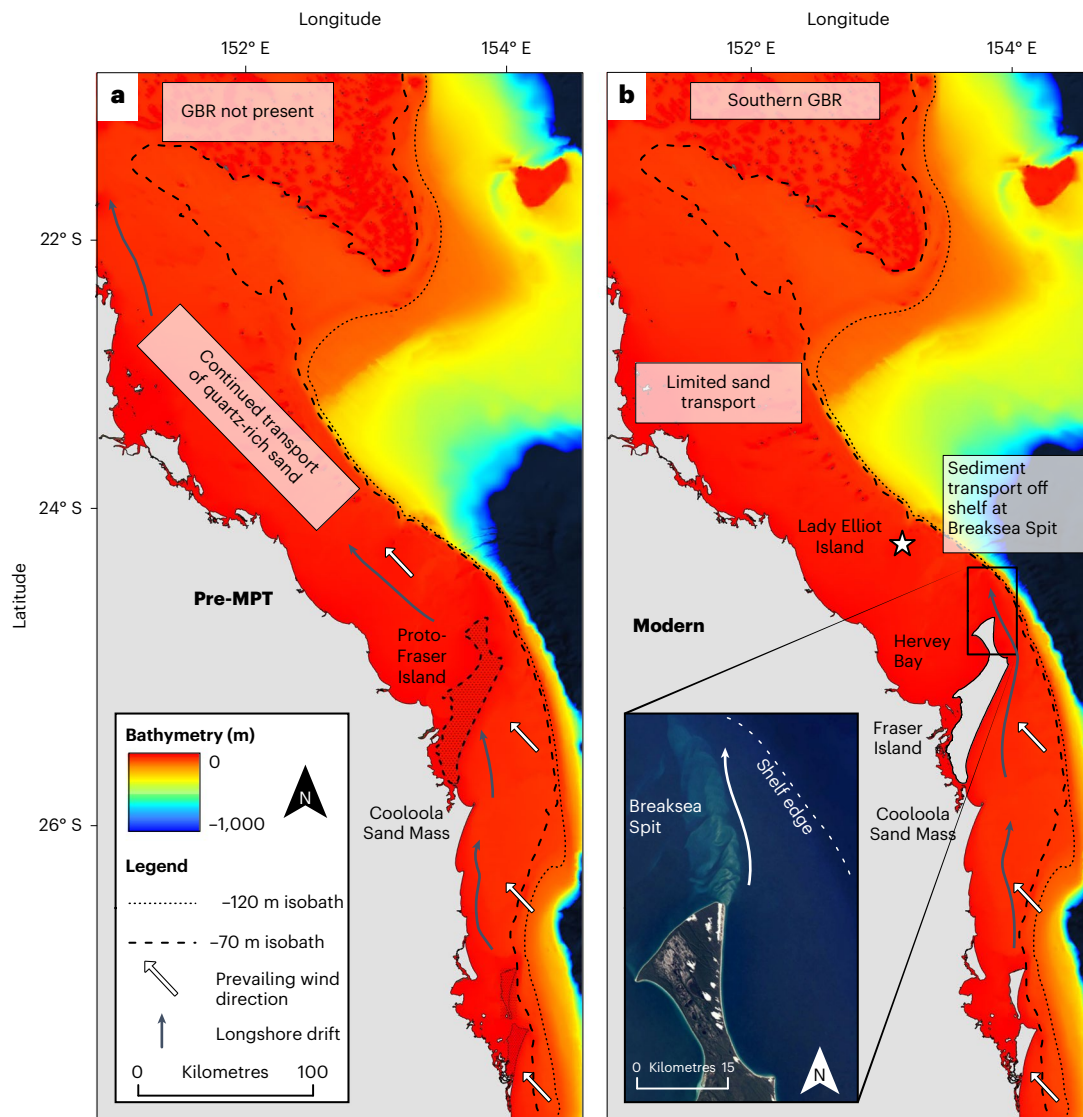 Longitude
152° E
154° E
a
GBR not present
22° S
24° S
26° S
Latitude
Continued transport
of quartz-rich sand
Pre-MPT
Proto-
Fraser
Island
Cooloola
Sand Mass
Bathymetry (m)
0
–1,000
N
Legend
–120 m isobath
–70 m isobath
Prevailing wind
direction
Longshore drift
0 Kilometres 100
Longitude
152° E
154° E
b
Southern GBR
Limited sand
transport
Sediment
transport off
shelf at
Breaksea Spit
Lady Elliot
Island
Modern
Hervey
Bay
Fraser
Island
Cooloola
Sand Mass
Breaksea
Spit
Shelf edge
0 Kilometres 15
N